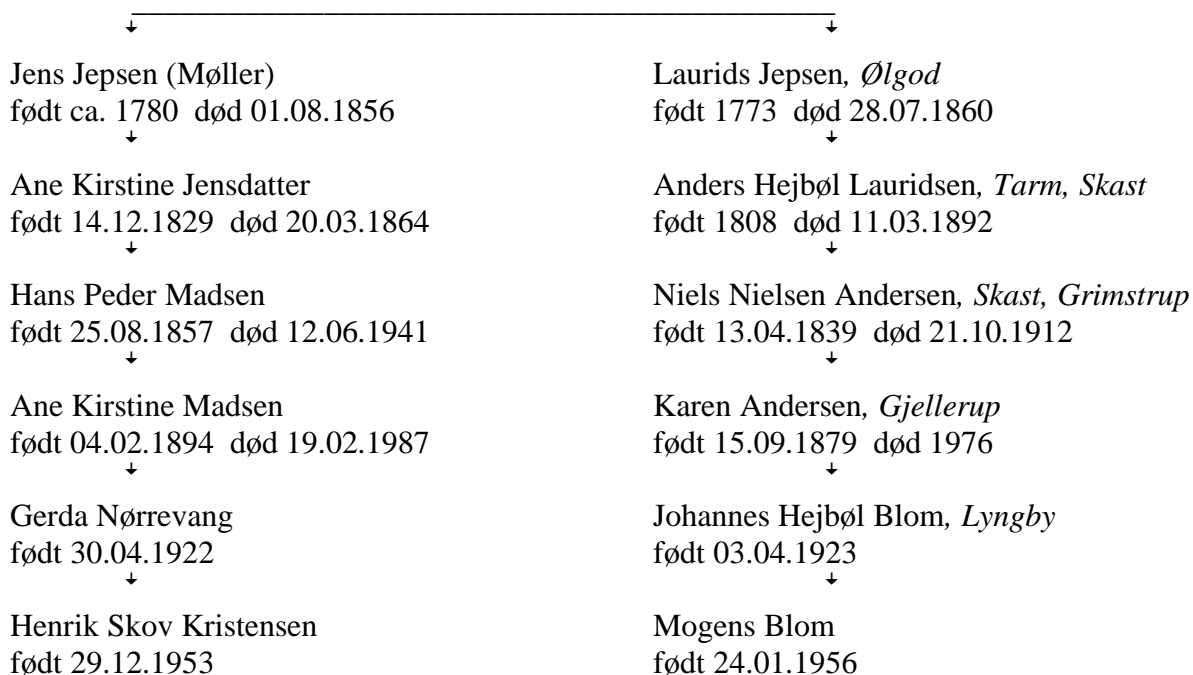 Jens Jepsen (Møller)
født ca. 1780 død 01.08.1856
Ane Kirstine Jensdatter
født 14.12.1829 død 20.03.1864
Hans Peder Madsen
født 25.08.1857 død 12.06.1941
Ane Kirstine Madsen
født 04.02.1894 død 19.02.1987
Gerda Nørrevang
født 30.04.1922
Henrik Skov Kristensen
født 29.12.1953
Laurids Jepsen, Ølgod
født 1773 død 28.07.1860
Anders Hejbøl Lauridsen, Tarm, Skast
født 1808 død 11.03.1892
Niels Nielsen Andersen, Skast, Grimstrup
født 13.04.1839 død 21.10.1912
Karen Andersen, Gjellerup
født 15.09.1879 død 1976
Johannes Hejbøl Blom, Lyngby
født 03.04.1923
Mogens Blom
født 24.01.1956